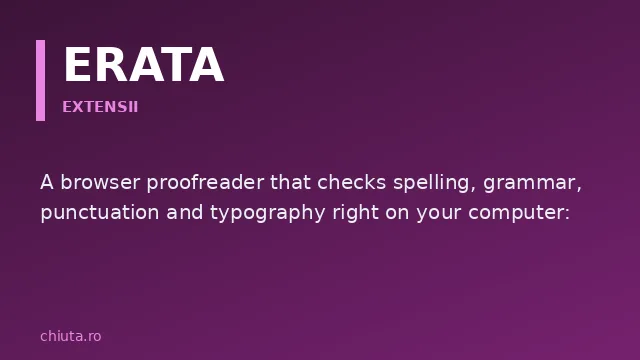 ERATA
EXTENSII
A browser proofreader that checks spelling, grammar,
punctuation and typography right on your computer:
chiuta.ro